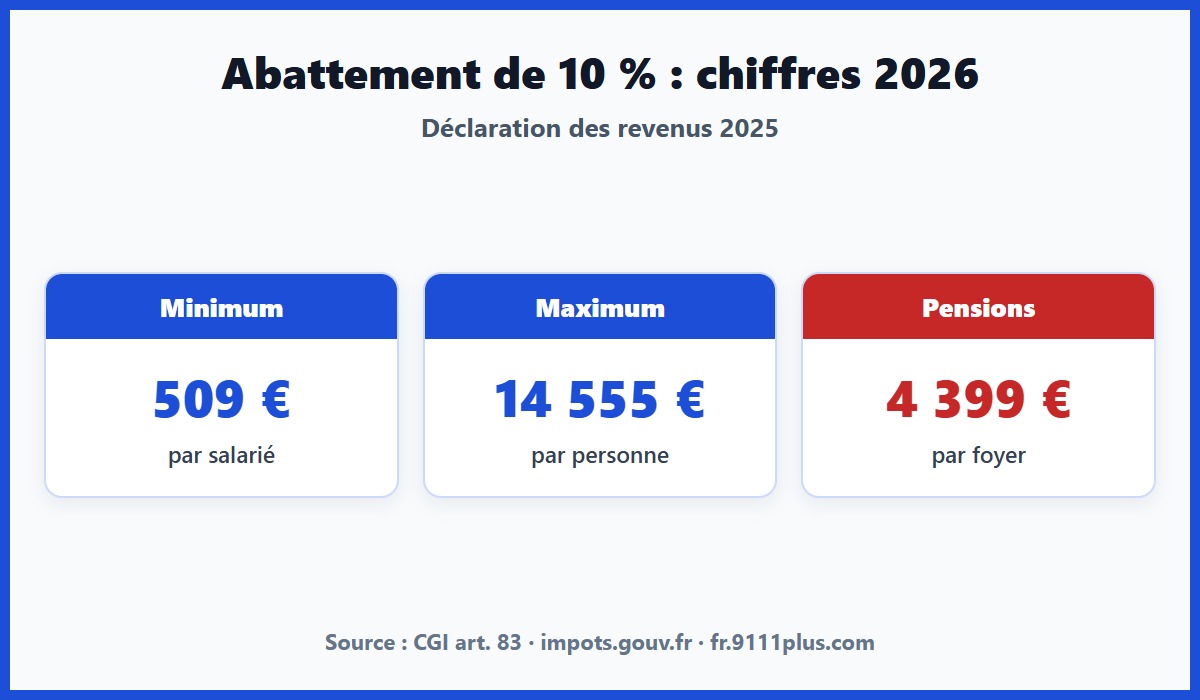 Abattement de 10 % : chiffres 2026
Déclaration des revenus 2025
Minimum
509 €
par salarié
Maximum
14 555 €
par personne
Pensions
4 399 €
par foyer
Source : CGI art. 83 · impots.gouv.fr · fr.9111plus.com